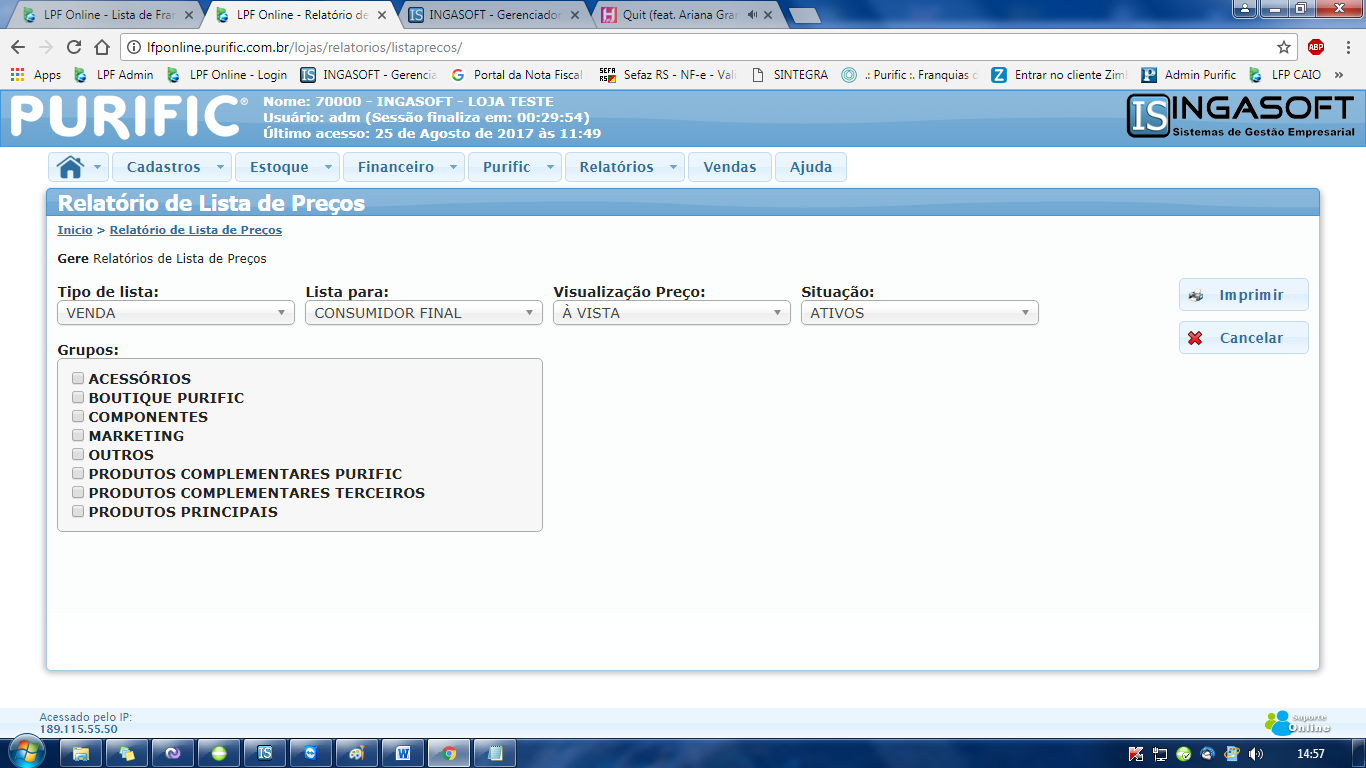 LPF Online - Lista de Fran
LPF Online - Relatório de
INGASOFT - Gerenciador
Quit (feat. Ariana Gran
lfponline.purific.com.br/lojas/relatorios/listaprecos/
ABP
Apps
LPF Admin
LPF Online - Login
INGASOFT - Gerencia
Portal da Nota Fiscal
Sefaz RS - NF-e - Vali
SINTEGRA
.: Purific :. Franquias
Entrar no cliente Zim
Admin Purific
LFP CAIO
»
PURIFIC®
Nome: 70000 - INGASOFT - LOJA TESTE
Usuário: adm (Sessão finaliza em: 00:29:54)
Último acesso: 25 de Agosto de 2017 às 11:49
IS INGASOFT
Sistemas de Gestão Empresarial
Cadastros
Estoque
Financeiro
Purific
Relatórios
Vendas
Ajuda
Relatório de Lista de Preços
Inicio > Relatório de Lista de Preços
Gere Relatórios de Lista de Preços
Tipo de lista:
Lista para:
Visualização Preço:
Situação:
VENDA
CONSUMIDOR FINAL
À VISTA
ATIVOS
Imprimir
Cancelar
Grupos:
ACESSÓRIOS
BOUTIQUE PURIFIC
COMPONENTES
MARKETING
OUTROS
PRODUTOS COMPLEMENTARES PURIFIC
PRODUTOS COMPLEMENTARES TERCEIROS
PRODUTOS PRINCIPAIS
Acessado pelo IP:
189.115.55.50
Suporte
Online
14:57